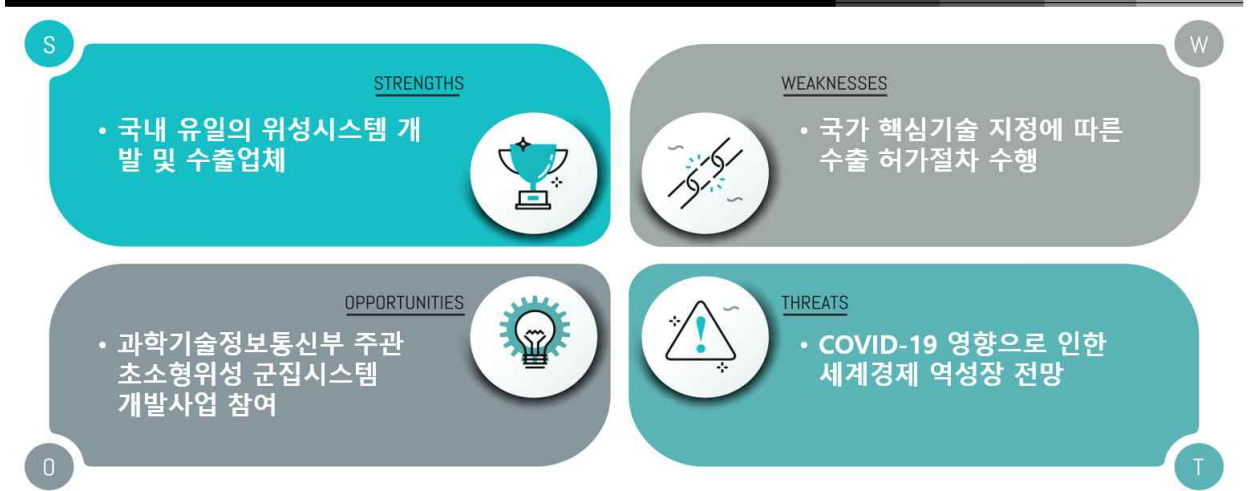 S
STRENGTHS
• 국내 유일의 위성시스템 개
발 및 수출업체
W
WEAKNESSES
• 국가 핵심기술 지정에 따른
수출 허가절차 수행
OPPORTUNITIES
• 과학기술정보통신부 주관
초소형위성 군집시스템
개발사업 참여
O
THREATS
• COVID-19 영향으로 인한
세계경제 역성장 전망
T